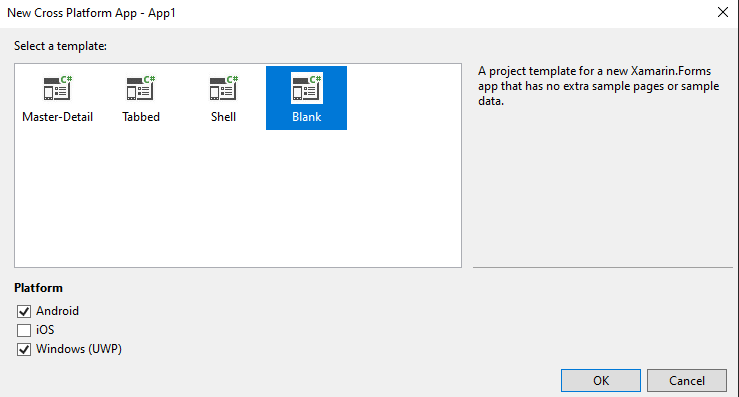 New Cross Platform App - App1
Select a template:
C# C# C# C#
Master-Detail Tabbed Shell Blank
A project template for a new Xamarin.Forms
app that has no extra sample pages or sample
data.
Platform
Android
iOS
Windows (UWP)
OK Cancel